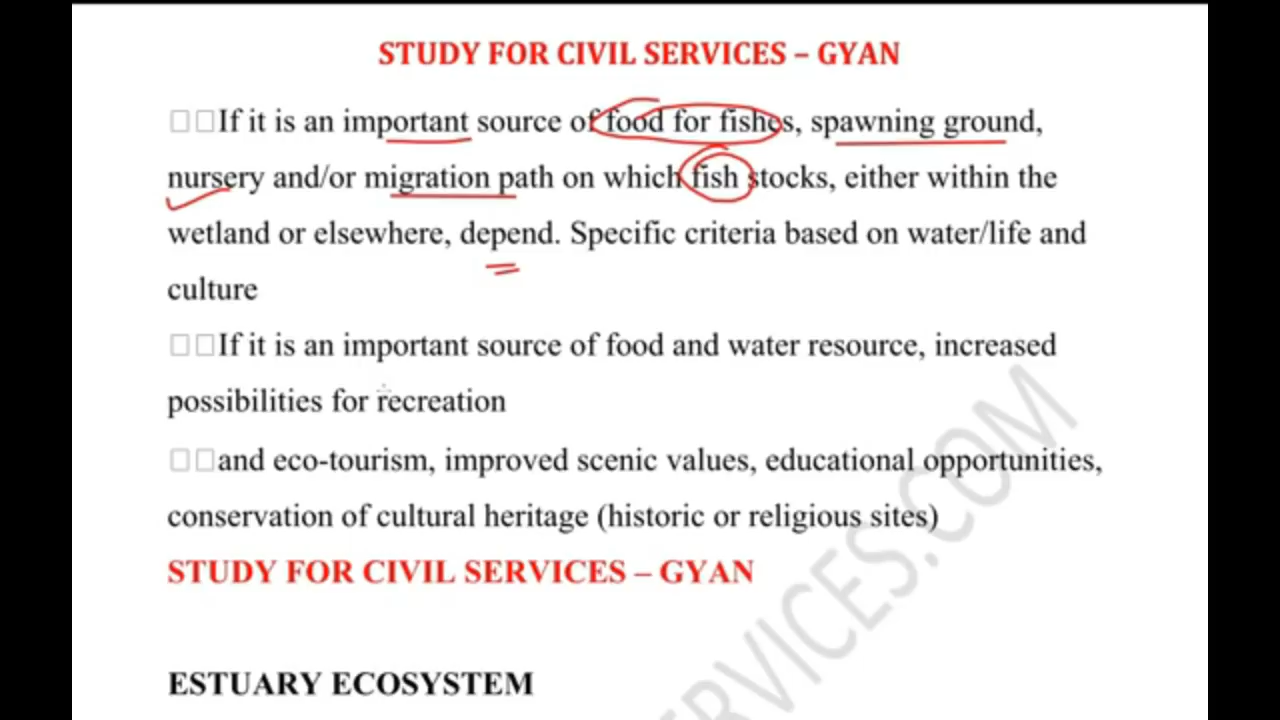 STUDY FOR CIVIL SERVICES – GYAN
If it is an important source of food for fishes, spawning ground,
nursery and/or migration path on which fish stocks, either within the
wetland or elsewhere, depend. Specific criteria based on water/life and
culture
If it is an important source of food and water resource, increased
possibilities for recreation
and eco-tourism, improved scenic values, educational opportunities,
conservation of cultural heritage (historic or religious sites)
STUDY FOR CIVIL SERVICES – GYAN
ESTUARY ECOSYSTEM
RVICES.COM